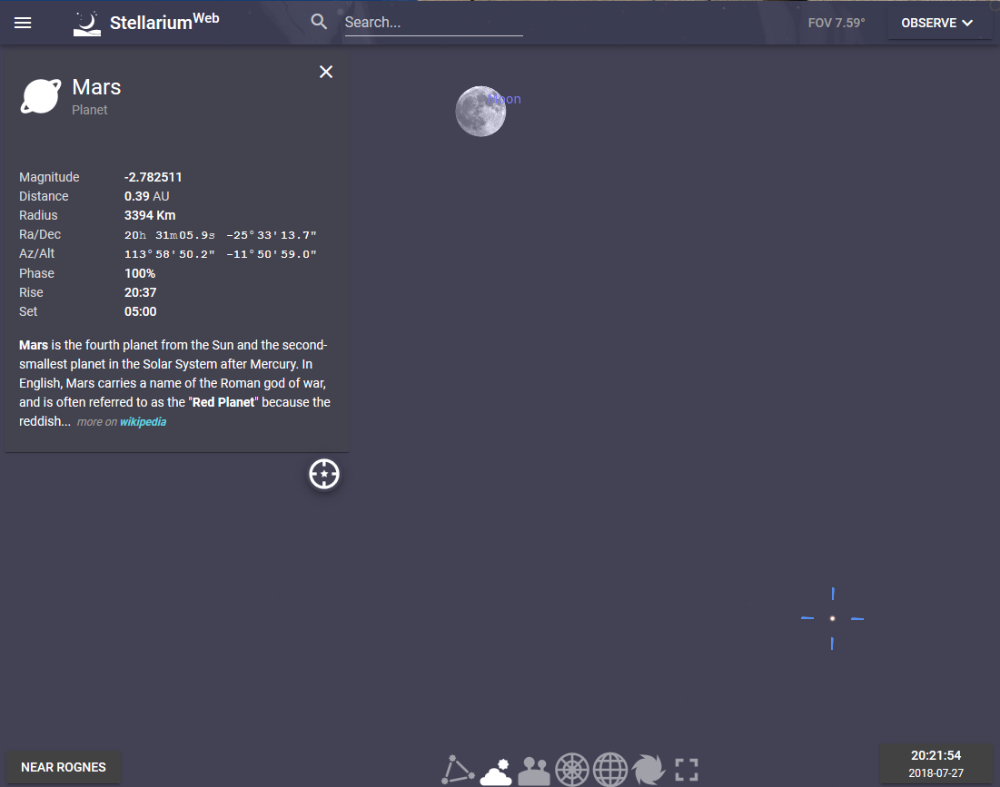 StellariumWeb
Search...
FOV 7.59°
OBSERVE
Mars
Planet
Moon
Magnitude -2.782511
Distance 0.39 AU
Radius 3394 Km
Ra/Dec 20h 31m05.9s -25°33'13.7"
Az/Alt 113°58'50.2" -11°50'59.0"
Phase 100%
Rise 20:37
Set 05:00
Mars is the fourth planet from the Sun and the second-
smallest planet in the Solar System after Mercury. In
English, Mars carries a name of the Roman god of war,
and is often referred to as the "Red Planet" because the
reddish... more on wikipedia
NEAR ROGNES
20:21:54
2018-07-27